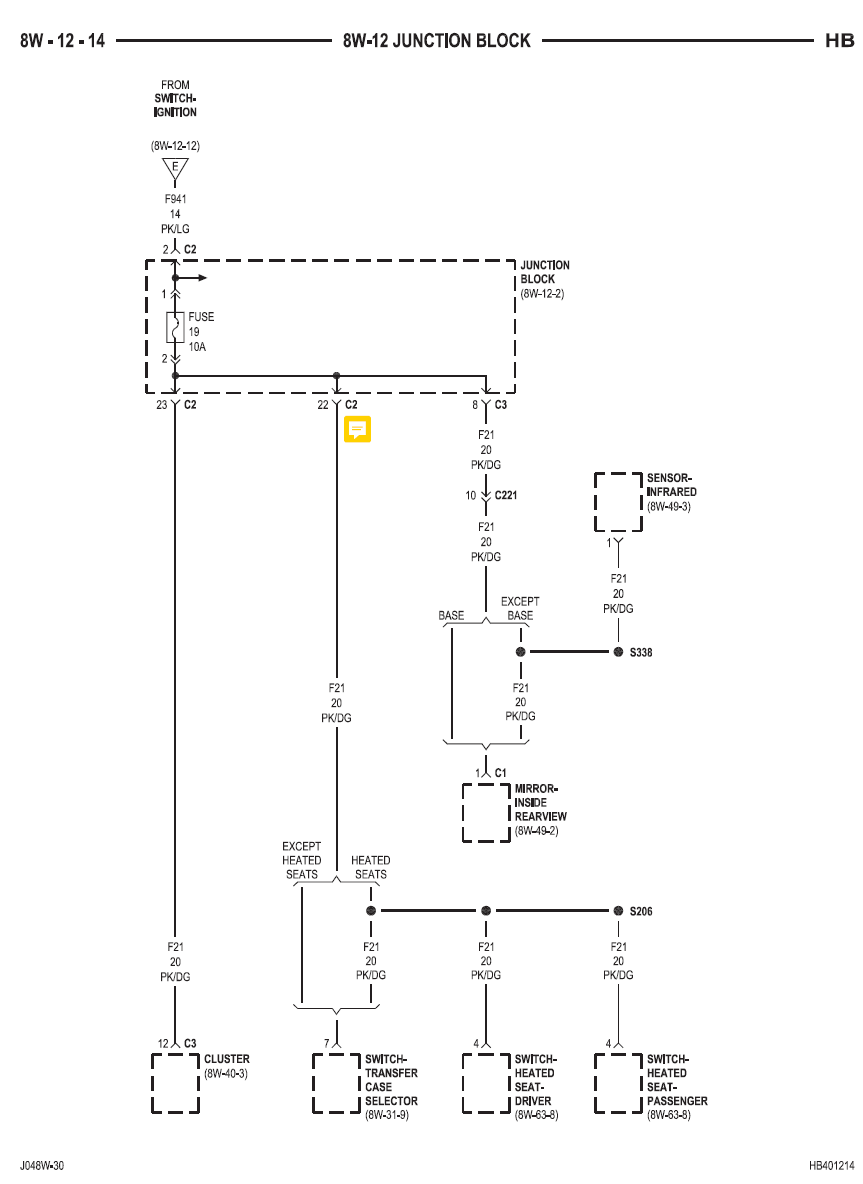 8W - 12 - 14
8W-12 JUNCTION BLOCK
HB
FROM
SWITCH-
IGNITION
(8W-12-12)
E
F941
14
PK/LG
2 C2
JUNCTION
BLOCK
(8W-12-2)
1
FUSE
19
10A
2
23 C2
22 C2
8 C3
F21
20
PK/DG
10 C221
F21
20
PK/DG
SENSOR-
INFRARED
(8W-49-3)
1
F21
20
PK/DG
BASE
EXCEPT
BASE
S338
F21
20
PK/DG
F21
20
PK/DG
1 C1
MIRROR-
INSIDE
REARVIEW
(8W-49-2)
EXCEPT
HEATED
SEATS
HEATED
SEATS
S206
F21
20
PK/DG
F21
20
PK/DG
F21
20
PK/DG
F21
20
PK/DG
12 C3
7
4
4
CLUSTER
(8W-40-3)
SWITCH-
TRANSFER
CASE
SELECTOR
(8W-31-9)
SWITCH-
HEATED
SEAT-
DRIVER
(8W-63-8)
SWITCH-
HEATED
SEAT-
PASSENGER
(8W-63-8)
J048W-30
HB401214